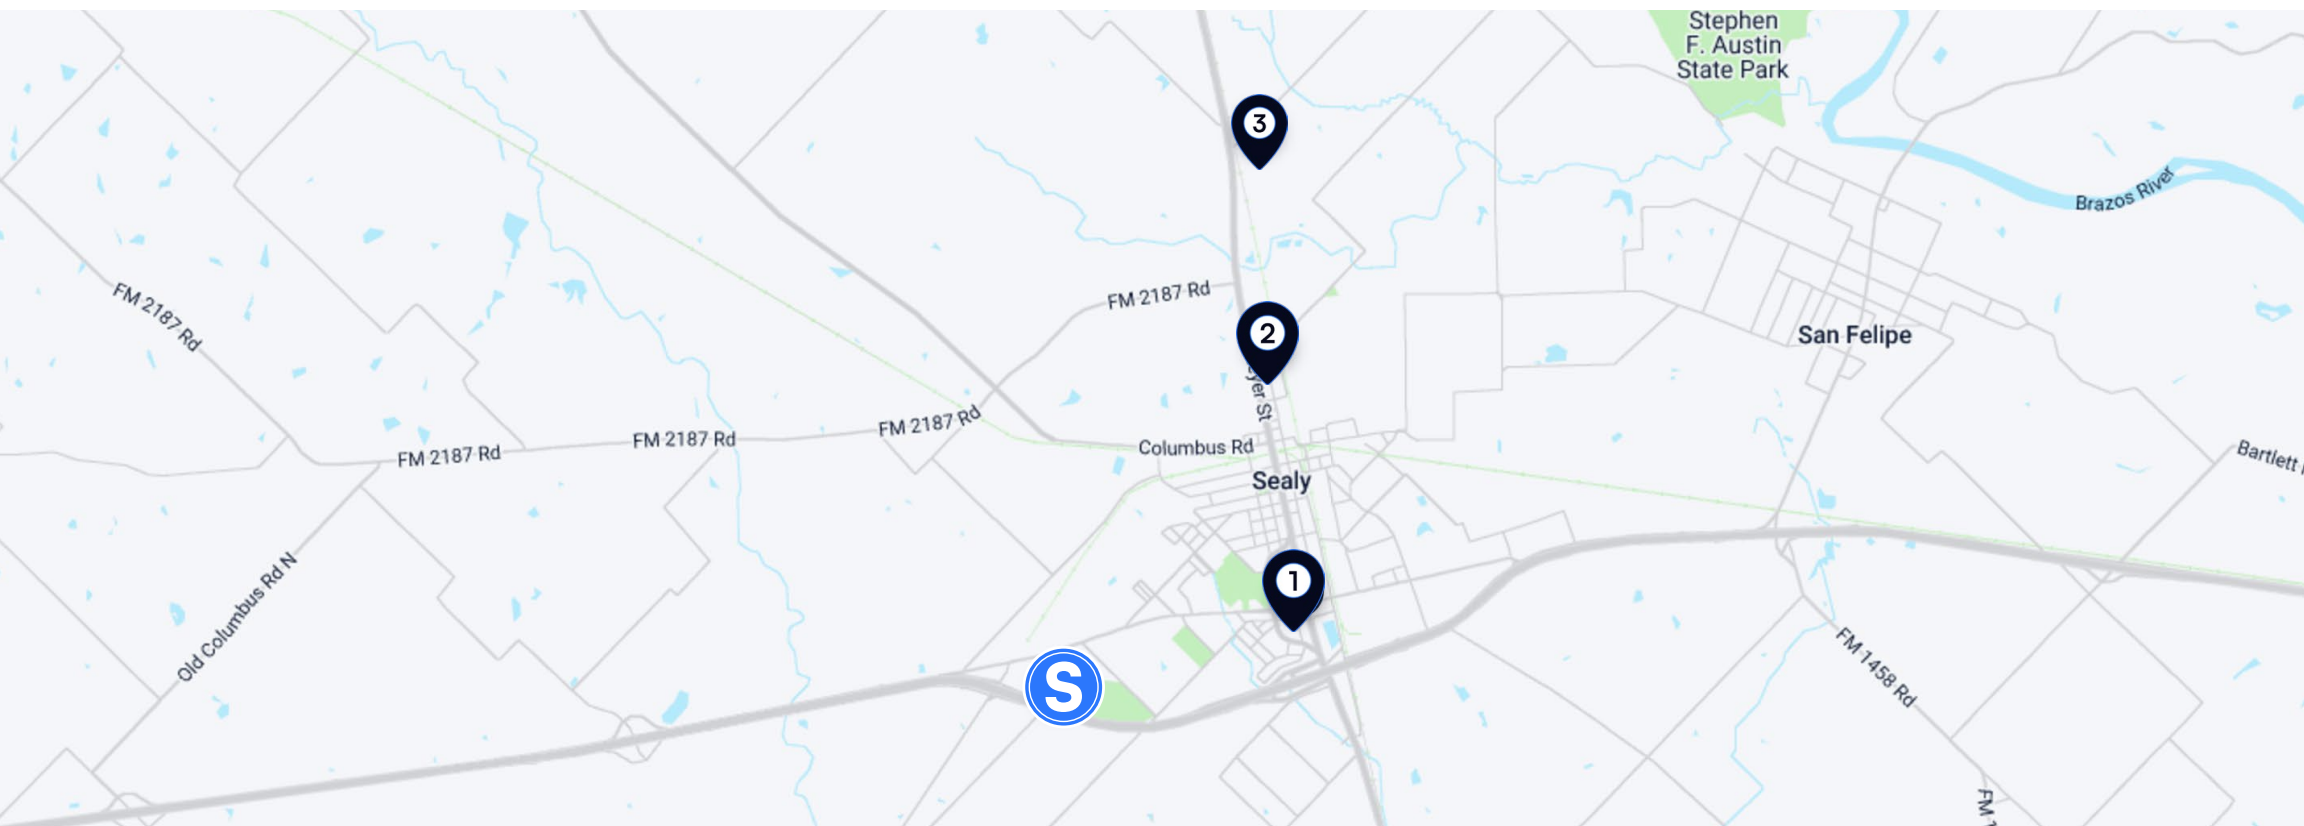 Stephen
F. Austin
State Park
3
Brazos River
FM 2187 Rd
FM 2187 Rd
2
San Felipe
FM 2187 Rd
FM 2187 Rd
FM 2187 Rd
Columbus Rd
Sealy
Old Columbus Rd N
1
S
FM 1458 Rd
Bartlett